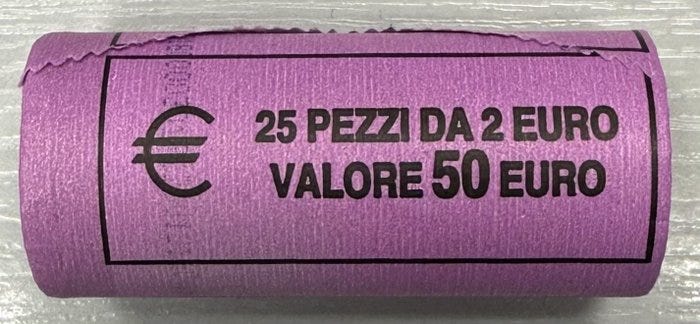 € 25 PEZZI DA 2 EURO
VALORE 50 EURO